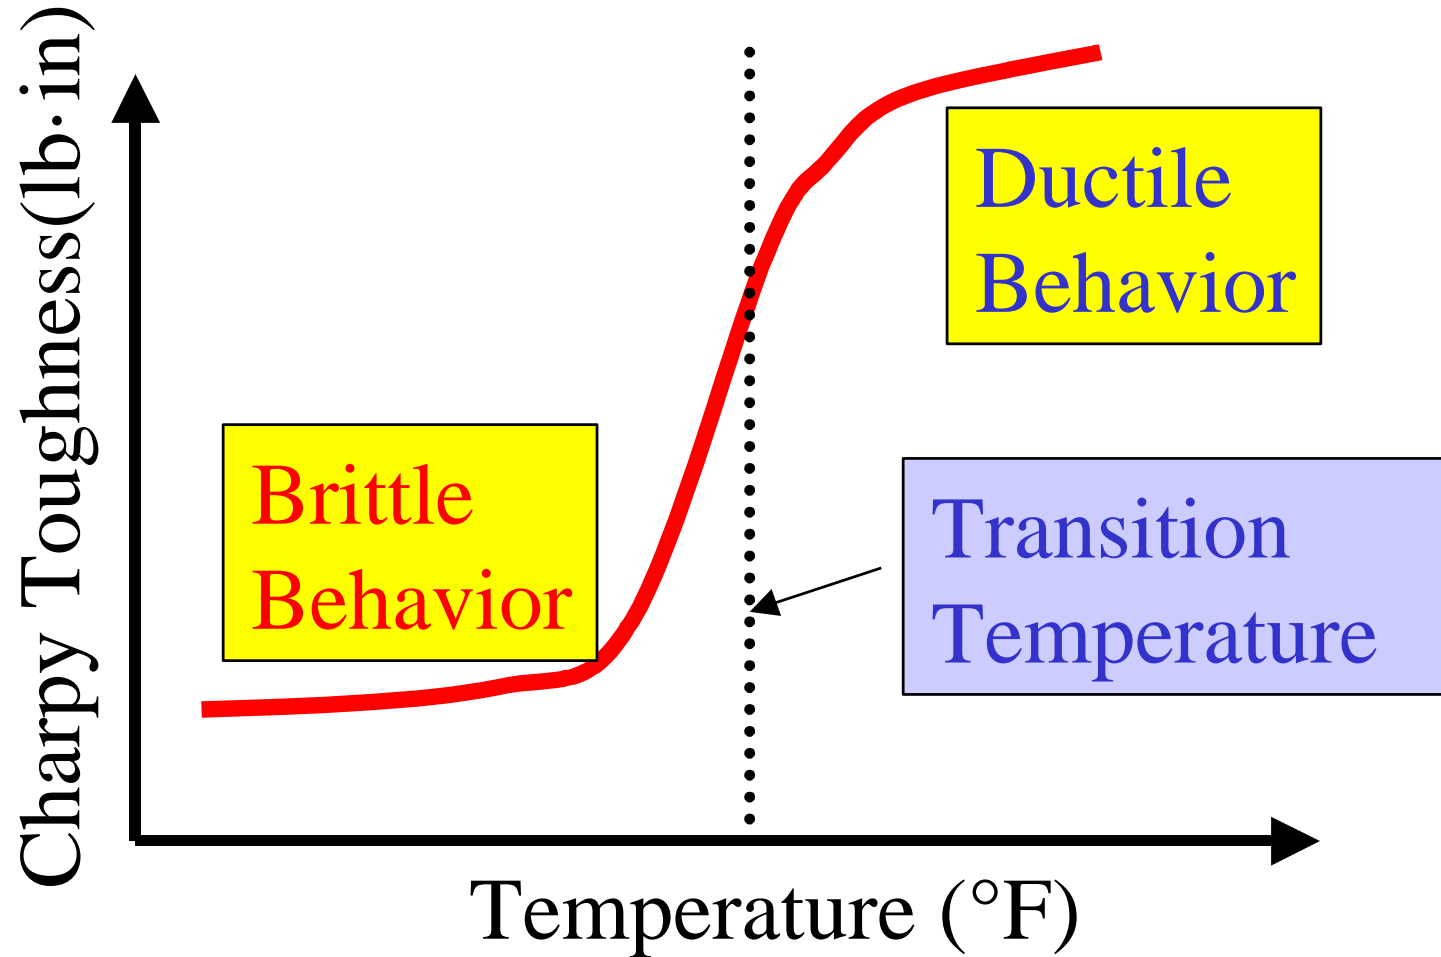 Charpy Toughness(lb·in)
Ductile
Behavior
Brittle
Behavior
Transition
Temperature
Temperature (°F)